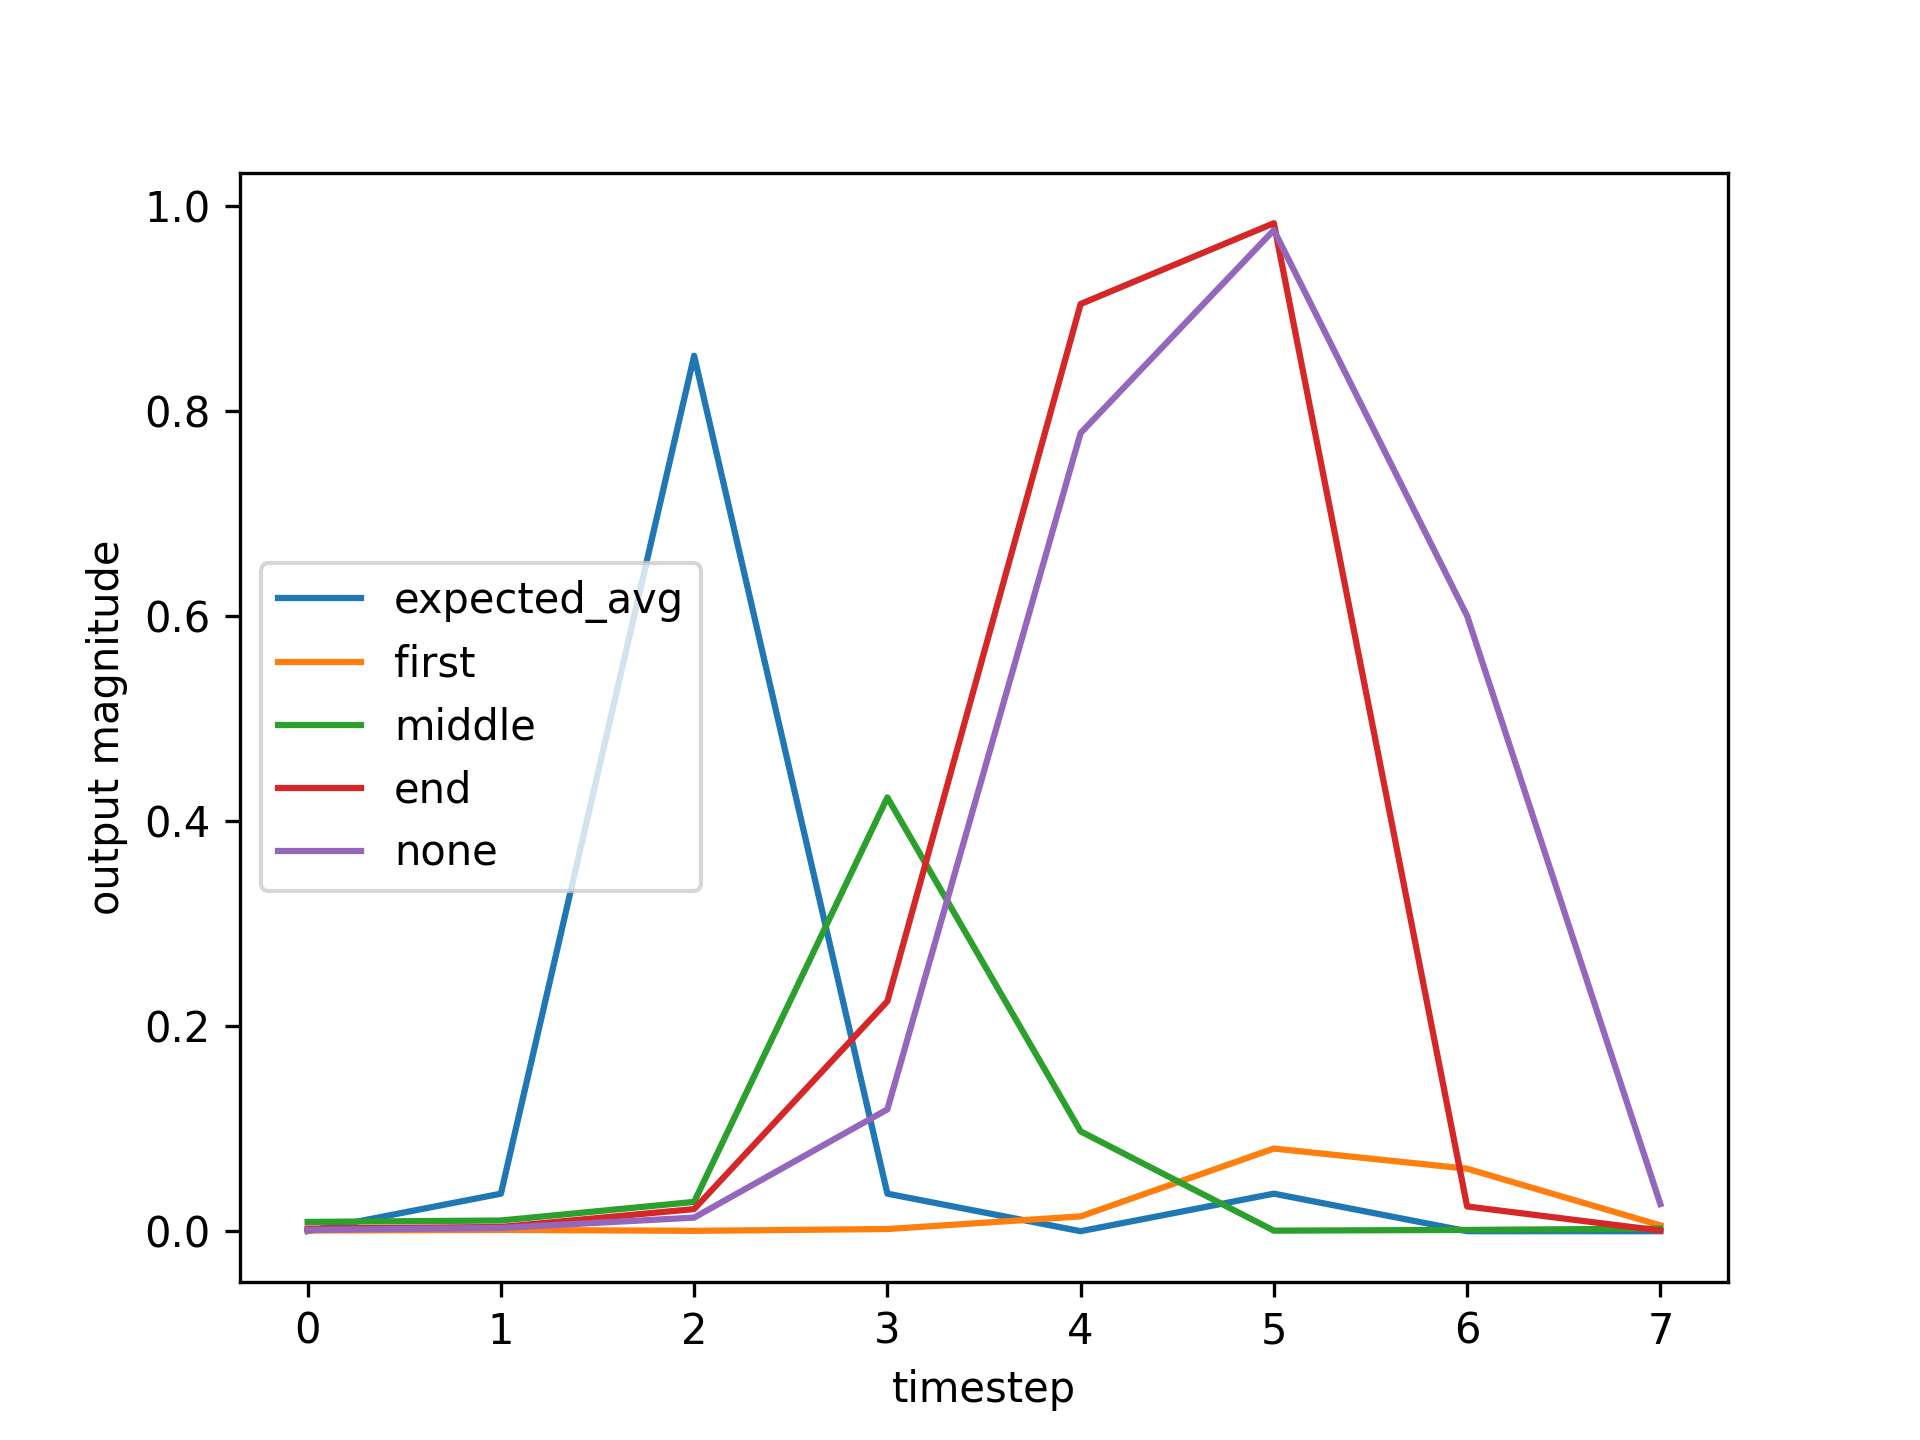 1.0
0.8
0.6
0.4
0.2
0.0
output magnitude
expected_avg
first
middle
end
none
0 1 2 3 4 5 6 7
timestep